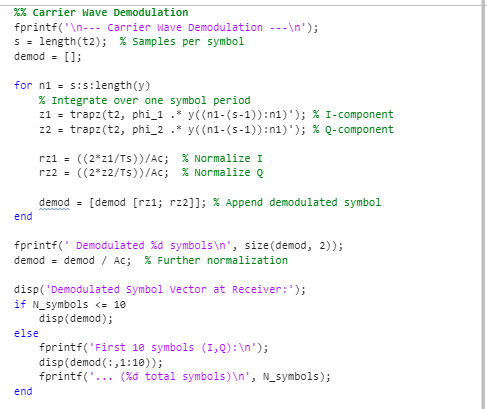 %% Carrier Wave Demodulation
fprintf('\n--- Carrier Wave Demodulation ---\n');
s = length(t2);  % Samples per symbol
demod = [];
for n1 = s:s:length(y)
    % Integrate over one symbol period
    z1 = trapz(t2, phi_1 .* y((n1-(s-1)):n1)'); % I-component
    z2 = trapz(t2, phi_2 .* y((n1-(s-1)):n1)'); % Q-component
    rz1 = ((2*z1/Ts))/Ac;  % Normalize I
    rz2 = ((2*z2/Ts))/Ac;  % Normalize Q
    demod = [demod [rz1; rz2]]; % Append demodulated symbol
end
fprintf(' Demodulated %d symbols\n', size(demod, 2));
demod = demod / Ac;  % Further normalization
disp('Demodulated Symbol Vector at Receiver:');
if N_symbols <= 10
    disp(demod);
else
    fprintf('First 10 symbols (I,Q):\n');
    disp(demod(:,1:10));
    fprintf('... (%d total symbols)\n', N_symbols);
end